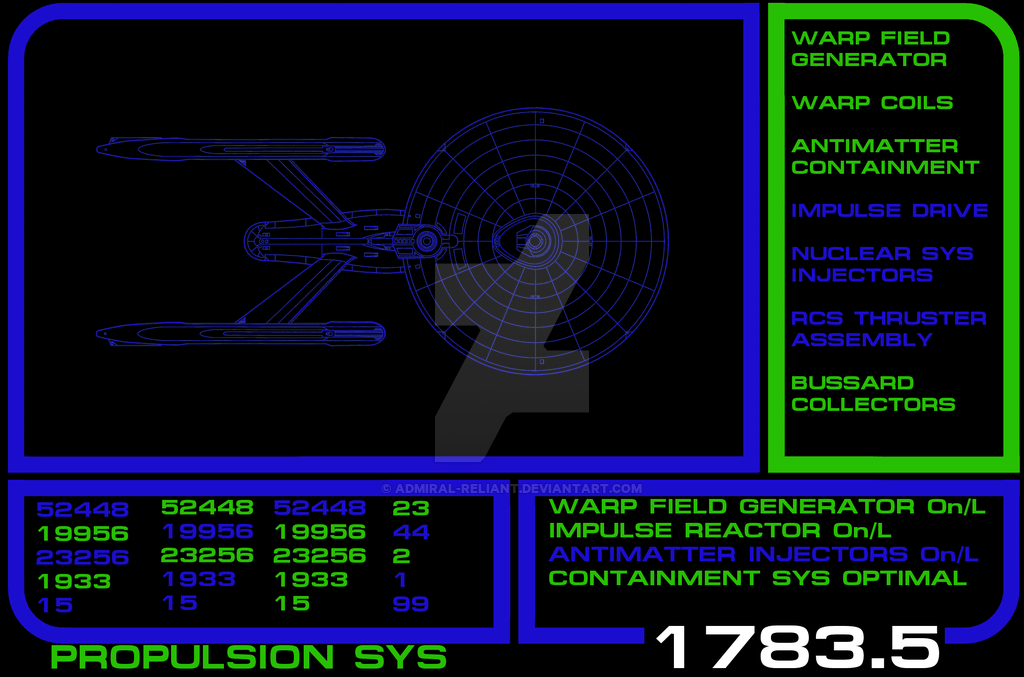 WARP FIELD
GENERATOR
WARP COILS
ANTIMATTER
CONTAINMENT
IMPULSE DRIVE
NUCLEAR SYS
INJECTORS
RCS THRUSTER
ASSEMBLY
BUSSARD
COLLECTORS
© ADMIRAL-RELIANT.DEVIANTART.COM
52448 52448 52448 23
19956 19956 19956 44
23256 23256 23256 2
1933 1933 1933 1
15 15 15 99
WARP FIELD GENERATOR On/L
IMPULSE REACTOR On/L
ANTIMATTER INJECTORS On/L
CONTAINMENT SYS OPTIMAL
PROPULSION SYS
1783.5